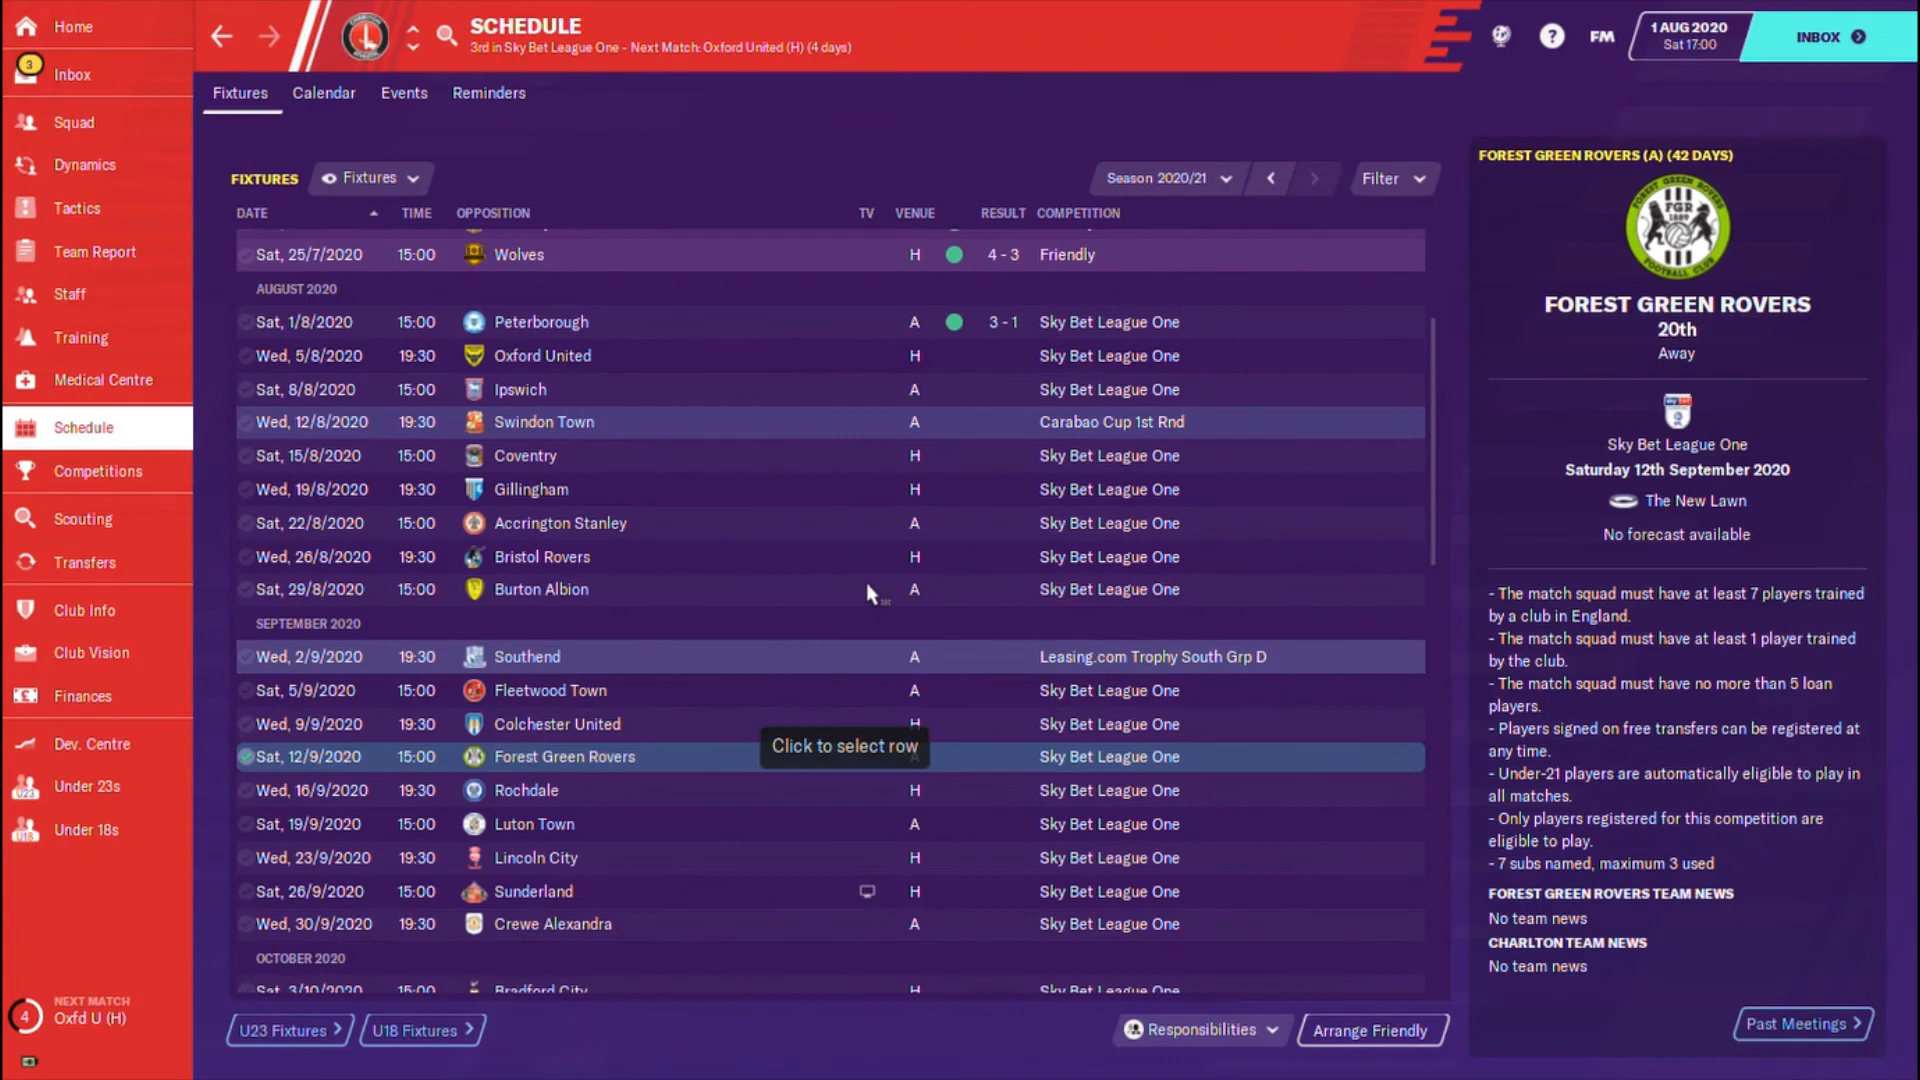 Home
3
Inbox
Squad
Dynamics
Tactics
Team Report
Staff
Training
Medical Centre
Schedule
Competitions
Scouting
Transfers
Club Info
Club Vision
Finances
Dev. Centre
Under 23s
Under 18s
4
NEXT MATCH
Oxfd U (H)
SCHEDULE
3rd in Sky Bet League One - Next Match: Oxford United (H) (4 days)
FM
1 AUG 2020
Sat 17:00
INBOX
Fixtures Calendar Events Reminders
FIXTURES Fixtures Season 2020/21 Filter
DATE TIME OPPOSITION TV VENUE RESULT COMPETITION
Sat, 25/7/2020 15:00 Wolves H 4 - 3 Friendly
AUGUST 2020
Sat, 1/8/2020 15:00 Peterborough A 3 - 1 Sky Bet League One
Wed, 5/8/2020 19:30 Oxford United H Sky Bet League One
Sat, 8/8/2020 15:00 Ipswich A Sky Bet League One
Wed, 12/8/2020 19:30 Swindon Town A Carabao Cup 1st Rnd
Sat, 15/8/2020 15:00 Coventry H Sky Bet League One
Wed, 19/8/2020 19:30 Gillingham H Sky Bet League One
Sat, 22/8/2020 15:00 Accrington Stanley A Sky Bet League One
Wed, 26/8/2020 19:30 Bristol Rovers H Sky Bet League One
Sat, 29/8/2020 15:00 Burton Albion A Sky Bet League One
SEPTEMBER 2020
Wed, 2/9/2020 19:30 Southend A Leasing.com Trophy South Grp D
Sat, 5/9/2020 15:00 Fleetwood Town A Sky Bet League One
Wed, 9/9/2020 19:30 Colchester United H Sky Bet League One
Click to select row
Sat, 12/9/2020 15:00 Forest Green Rovers A Sky Bet League One
Wed, 16/9/2020 19:30 Rochdale H Sky Bet League One
Sat, 19/9/2020 15:00 Luton Town A Sky Bet League One
Wed, 23/9/2020 19:30 Lincoln City H Sky Bet League One
Sat, 26/9/2020 15:00 Sunderland H Sky Bet League One
Wed, 30/9/2020 19:30 Crewe Alexandra A Sky Bet League One
OCTOBER 2020
Sat, 3/10/2020 15:00 Bradford City H Sky Bet League One
U23 Fixtures U18 Fixtures Responsibilities Arrange Friendly
FOREST GREEN ROVERS (A) (42 DAYS)
FOREST GREEN ROVERS
FGR
1889
FOOTBALL CLUB
FOREST GREEN ROVERS
20th
Away
Sky Bet League One
Saturday 12th September 2020
The New Lawn
No forecast available
- The match squad must have at least 7 players trained
by a club in England.
- The match squad must have at least 1 player trained
by the club.
- The match squad must have no more than 5 loan
players.
- Players signed on free transfers can be registered at
any time.
- Under-21 players are automatically eligible to play in
all matches.
- Only players registered for this competition are
eligible to play.
- 7 subs named, maximum 3 used
FOREST GREEN ROVERS TEAM NEWS
No team news
CHARLTON TEAM NEWS
No team news
Past Meetings